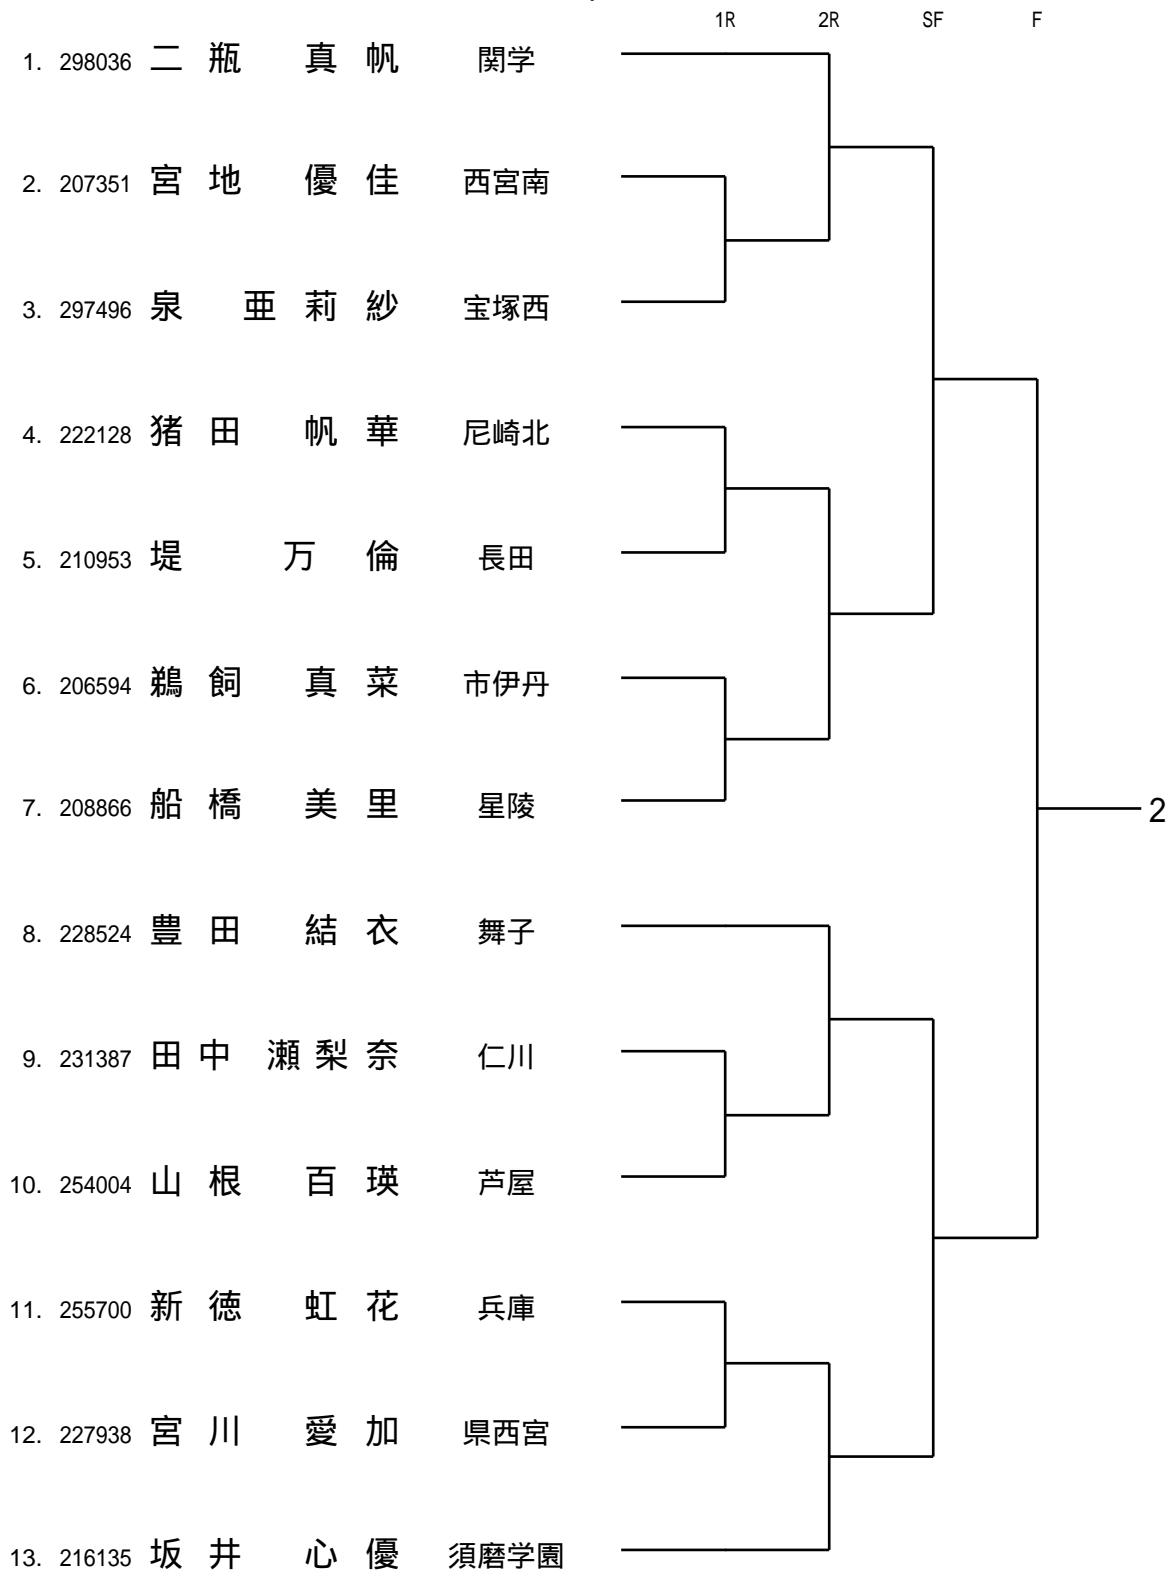 1R 2R SF F
1. 298036 二瓶 真帆 関学
2. 207351 宮地 優佳 西宮南
3. 297496 泉 亜莉紗 宝塚西
4. 222128 猪田 帆華 尼崎北
5. 210953 堤 万倫 長田
6. 206594 鵜飼 真菜 市伊丹
7. 208866 船橋 美里 星陵
2
8. 228524 豊田 結衣 舞子
9. 231387 田中 瀬梨奈 仁川
10. 254004 山根 百瑛 芦屋
11. 255700 新徳 虹花 兵庫
12. 227938 宮川 愛加 県西宮
13. 216135 坂井 心優 須磨学園